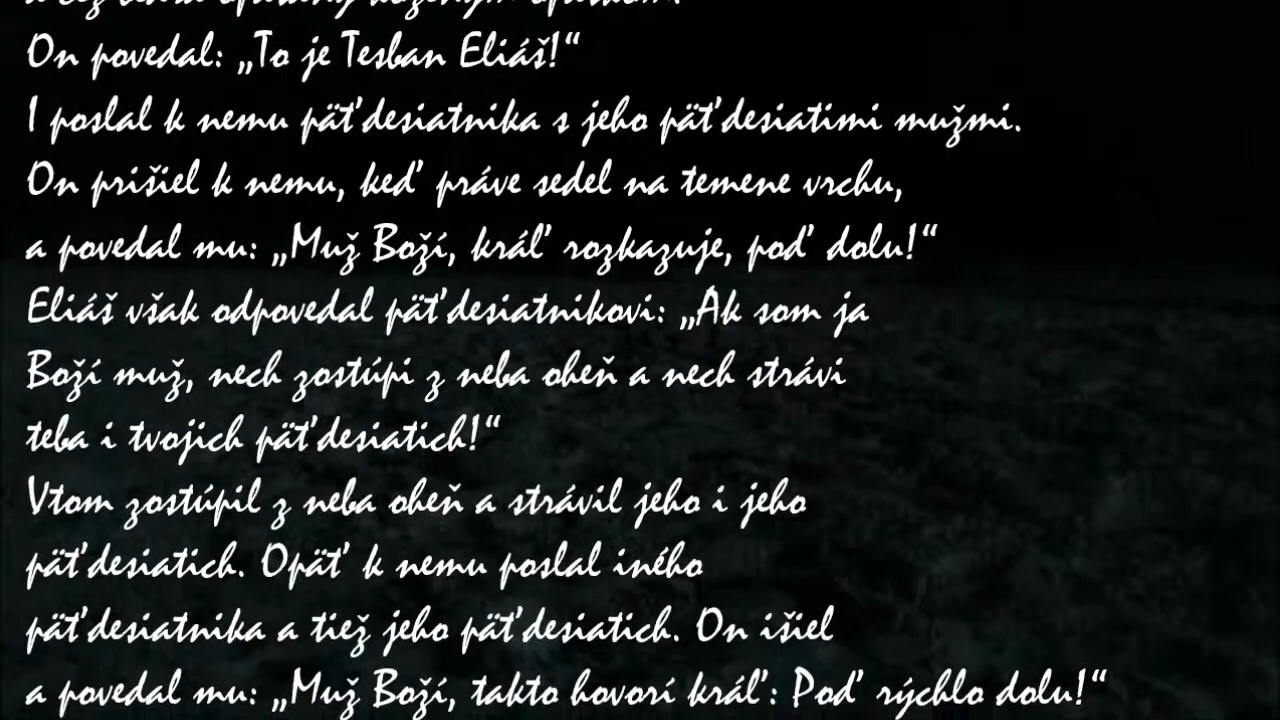 On povedal: „To je Tesban Eliáš!“
I poslal k nemu päťdesiatnika s jeho päťdesiatimi mužmi.
On prišiel k nemu, keď práve sedel na temene vrchu,
a povedal mu: „Muž Boží, kráľ rozkazuje, poď dolu!“
Eliáš však odpovedal päťdesiatnikovi: „Ak som ja
Boží muž, nech zostúpi z neba oheň a nech strávi
teba i tvojich päťdesiatich!“
Vtom zostúpil z neba oheň a strávil jeho i jeho
päťdesiatich. Opäť k nemu poslal iného
päťdesiatnika a tiež jeho päťdesiatich. On išiel
a povedal mu: „Muž Boží, takto hovorí kráľ: Poď rýchlo dolu!“